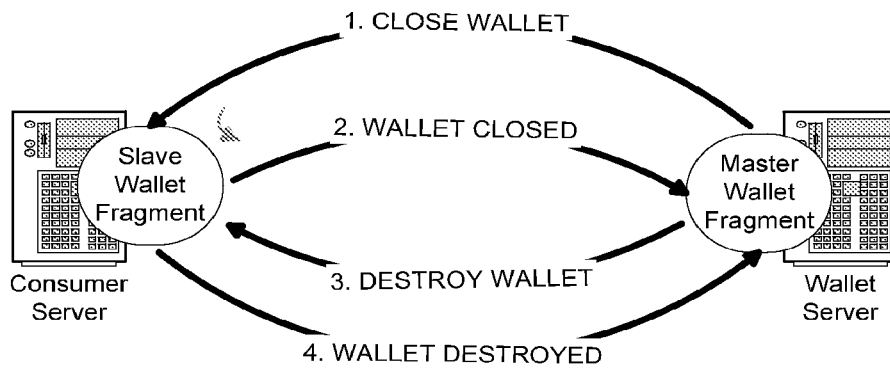 1. CLOSE WALLET
2. WALLET CLOSED
Slave
Wallet
Fragment
Master
Wallet
Fragment
3. DESTROY WALLET
Consumer
Server
Wallet
Server
4. WALLET DESTROYED